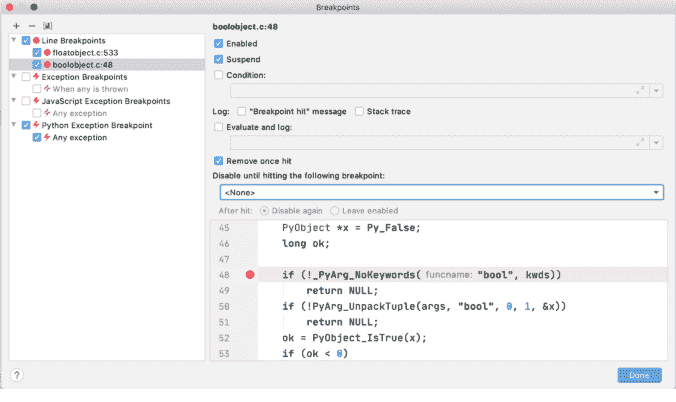 Breakpoints
Line Breakpoints
floatobject.c:533
boolobject.c:48
Exception Breakpoints
When any is thrown
JavaScript Exception Breakpoints
Any exception
Python Exception Breakpoint
Any exception
boolobject.c:48
Enabled
Suspend
Condition:
Log: "Breakpoint hit" message Stack trace
Evaluate and log:
Remove once hit
Disable until hitting the following breakpoint:
<None>
After hit: Disable again Leave enabled
45 PyObject *x = Py_False;
46 long ok;
47
48 if (!_PyArg_NoKeywords( funcname: "bool", kwds))
49 return NULL;
50 if (!PyArg_UnpackTuple(args, "bool", 0, 1, &x))
51 return NULL;
52 ok = PyObject_IsTrue(x);
53 if (ok < 0)
?
Done